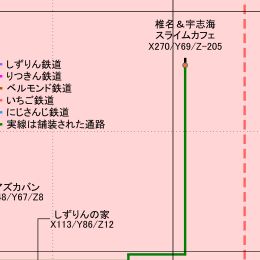 椎名＆宇志海
スライムカフェ
X270/Y69/Z-205
しずりん鉄道
りつきん鉄道
ベルモンド鉄道
いちご鉄道
にじさんじ鉄道
実線は舗装された通路
アズカバン
48/Y67/Z8
しずりんの家
X113/Y86/Z12